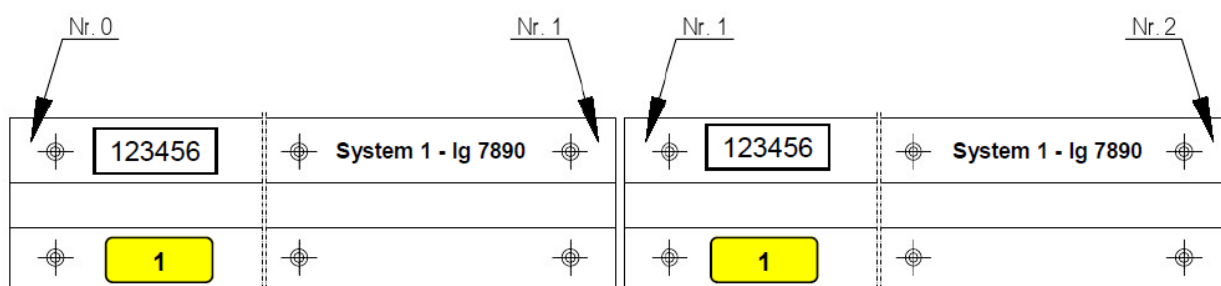 Nr. 0 Nr. 1 Nr. 1 Nr. 2
123456 System 1 - lg 7890 123456 System 1 - lg 7890
1 1